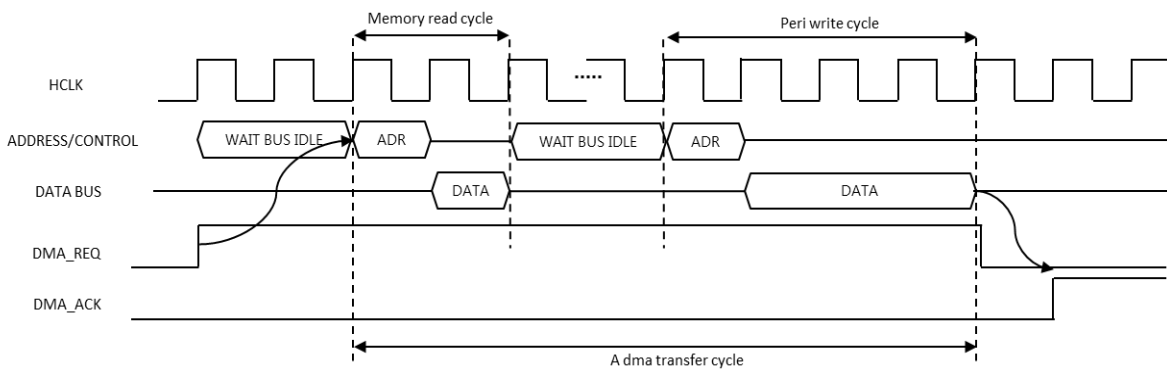 Memory read cycle
Peri write cycle
HCLK
.....
ADDRESS/CONTROL
WAIT BUS IDLE
ADR
WAIT BUS IDLE
ADR
DATA BUS
DATA
DATA
DMA_REQ
DMA_ACK
A dma transfer cycle